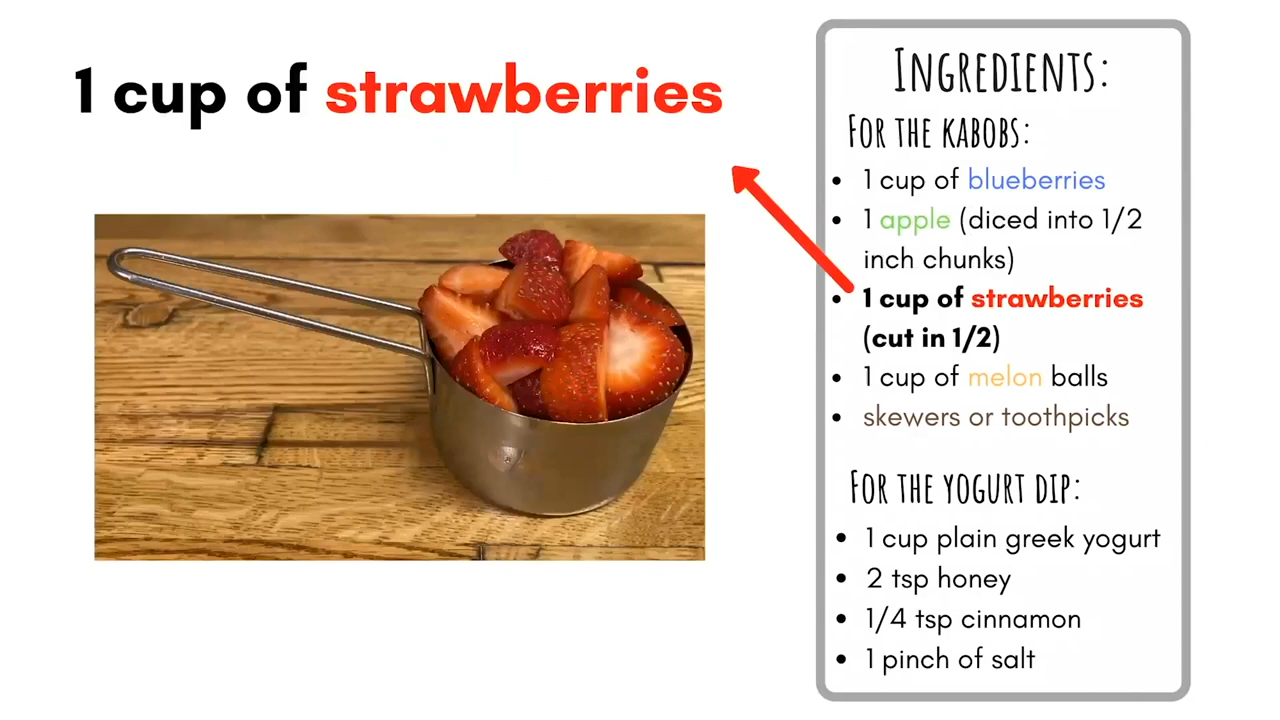 1 cup of strawberries
INGREDIENTS:
FOR THE KABOBS:
• 1 cup of blueberries
• 1 apple (diced into 1/2
inch chunks)
• 1 cup of strawberries
(cut in 1/2)
• 1 cup of melon balls
• skewers or toothpicks
FOR THE YOGURT DIP:
• 1 cup plain greek yogurt
• 2 tsp honey
• 1/4 tsp cinnamon
• 1 pinch of salt